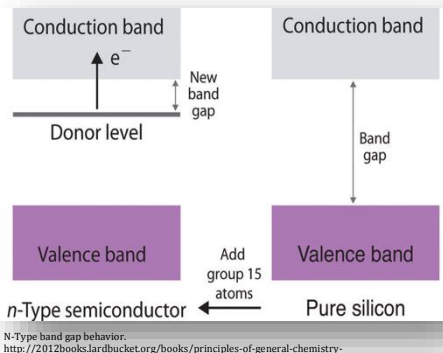 Conduction band
e⁻
New
band
gap
Donor level
Valence band
n-Type semiconductor
Add
group 15
atoms
Conduction band
Band
gap
Valence band
Pure silicon
N-Type band gap behavior.
http://2012books.lardbucket.org/books/principles-of-general-chemistry-